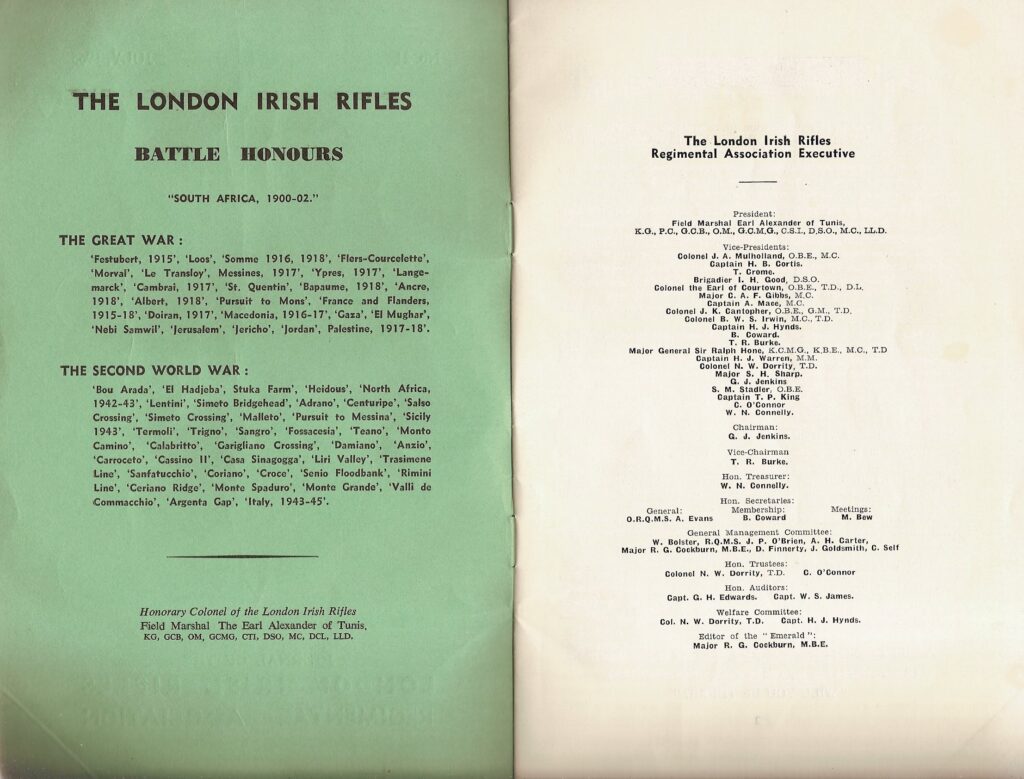 THE LONDON IRISH RIFLES
BATTLE HONOURS
"SOUTH AFRICA, 1900-02."
THE GREAT WAR :
'Festubert, 1915', 'Loos', 'Somme 1916, 1918', 'Flers-Courcelette',
'Morval', 'Le Transloy', Messines, 1917', 'Ypres, 1917', 'Lange-
marck', 'Cambrai, 1917', 'St. Quentin', 'Bapaume, 1918', 'Ancre,
1918', 'Albert, 1918', 'Pursuit to Mons', 'France and Flanders,
1915-18', 'Doiran, 1917', 'Macedonia, 1916-17', 'Gaza', 'El Mughar',
'Nebi Samwil', 'Jerusalem', 'Jericho', 'Jordan', Palestine, 1917-18'.
THE SECOND WORLD WAR :
'Bou Arada', 'El Hadjeba', Stuka Farm', 'Heidous', 'North Africa,
1942-43', 'Lentini', 'Simeto Bridgehead', 'Adrano', 'Centuripe', 'Salso
Crossing', 'Simeto Crossing', 'Malleto', 'Pursuit to Messina', 'Sicily
1943', 'Termoli', 'Trigno', 'Sangro', 'Fossacesia', 'Teano', 'Monto
Camino', 'Calabritto', 'Garigliano Crossing', 'Damiano', 'Anzio',
'Carroceto', 'Cassino II', 'Casa Sinagogga', 'Liri Valley', 'Trasimene
Line', 'Sanfatucchio', 'Coriano', 'Croce', 'Senio Floodbank', 'Rimini
Line', 'Ceriano Ridge', 'Monte Spaduro', 'Monte Grande', 'Valli de
Commacchio', 'Argenta Gap', 'Italy, 1943-45'.
Honorary Colonel of the London Irish Rifles
Field Marshal The Earl Alexander of Tunis,
KG, GCB, OM, GCMG, CTI, DSO, MC, DCL, LLD.
The London Irish Rifles
Regimental Association Executive
President:
Field Marshal Earl Alexander of Tunis,
K.G., P.C., G.C.B., O.M., G.C.M.G., C.S.I., D.S.O., M.C., LL.D.
Vice-Presidents:
Colonel J. A. Mulholland, O.B.E., M.C.
Captain H. B. Cortis.
T. Crome.
Brigadier I. H. Good, D.S.O.
Colonel the Earl of Courtown, O.B.E., T.D., D.L.
Major C. A. F. Gibbs, M.C.
Captain A. Mace, M.C.
Colonel J. K. Cantopher, O.B.E., G.M., T.D.
Colonel B. W. S. Irwin, M.C., T.D.
Captain H. J. Hynds.
B. Coward.
T. R. Burke.
Major General Sir Ralph Hone, K.C.M.G., K.B.E., M.C., T.D
Captain H. J. Warren, M.M.
Colonel N. W. Dorrity, T.D.
Major S. H. Sharp.
G. J. Jenkins
S. M. Stadler, O.B.E.
Captain T. P. King
C. O'Connor
W. N. Connelly.
Chairman:
G. J. Jenkins.
Vice-Chairman
T. R. Burke.
Hon. Treasurer:
W. N. Connelly.
Hon. Secretaries:
General: Membership: Meetings:
O.R.Q.M.S. A. Evans B. Coward M. Bew
General Management Committee:
W. Bolster, R.Q.M.S. J. P. O'Brien, A. H. Carter,
Major R. G. Cockburn, M.B.E., D. Finnerty, J. Goldsmith, C. Self
Hon. Trustees:
Colonel N. W. Dorrity, T.D. C. O'Connor
Hon. Auditors:
Capt. G. H. Edwards. Capt. W. S. James.
Welfare Committee:
Col. N. W. Dorrity, T.D. Capt. H. J. Hynds.
Editor of the "Emerald":
Major R. G. Cockburn, M.B.E.